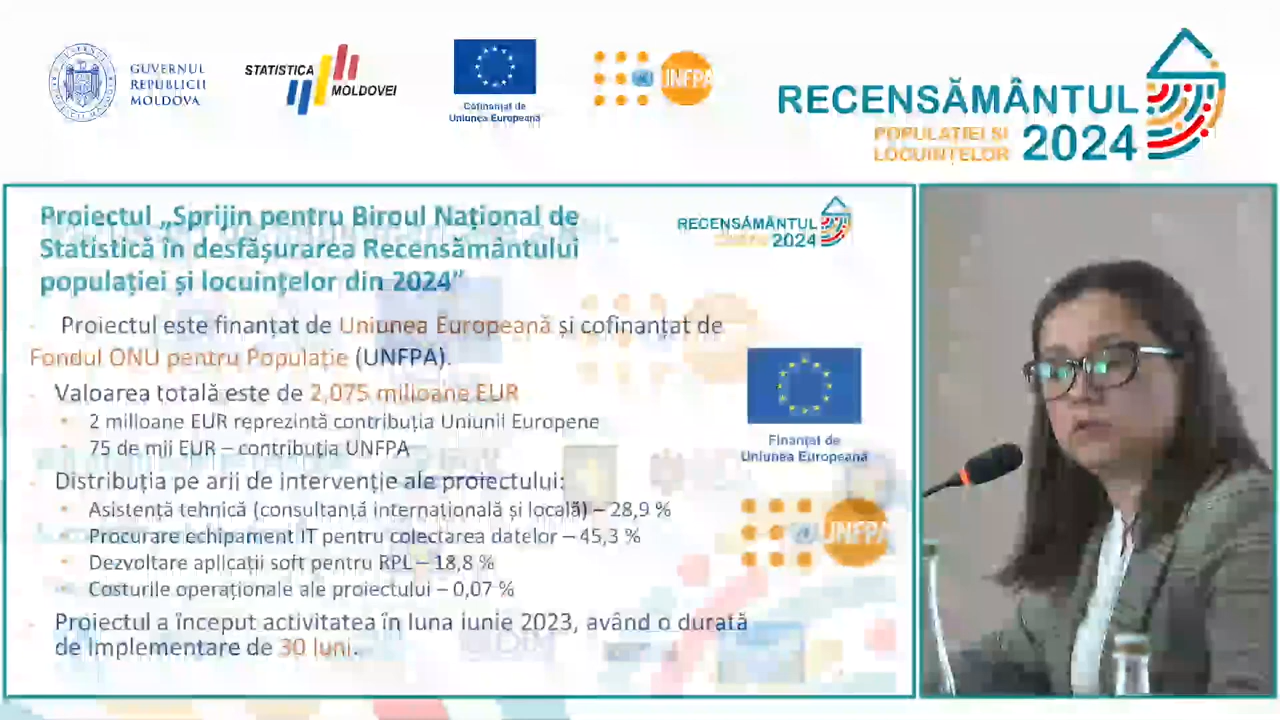 GUVERNUL
REPUBLICII
MOLDOVA
STATISTICA
MOLDOVEI
Cofinanțat de
Uniunea Europeană
UNFPA
RECENSĂMÂNTUL
POPULAȚIEI ȘI
LOCUINȚELOR
2024
Proiectul „Sprijin pentru Biroul Național de
Statistică în desfășurarea Recensământului
populației și locuințelor din 2024”
RECENSĂMÂNTUL
2024
- Proiectul este finanțat de Uniunea Europeană și cofinanțat de
Fondul ONU pentru Populație (UNFPA).
- Valoarea totală este de 2,075 milioane EUR
• 2 milioane EUR reprezintă contribuția Uniunii Europene
• 75 de mii EUR – contribuția UNFPA
- Distribuția pe arii de intervenție ale proiectului:
• Asistență tehnică (consultanță internațională și locală) – 28,9 %
• Procurare echipament IT pentru colectarea datelor – 45,3 %
• Dezvoltare aplicații soft pentru RPL – 18,8 %
• Costurile operaționale ale proiectului – 0,07 %
- Proiectul a început activitatea în luna iunie 2023, având o durată
de implementare de 30 luni.
Finanțat de
Uniunea Europeană
UNFPA